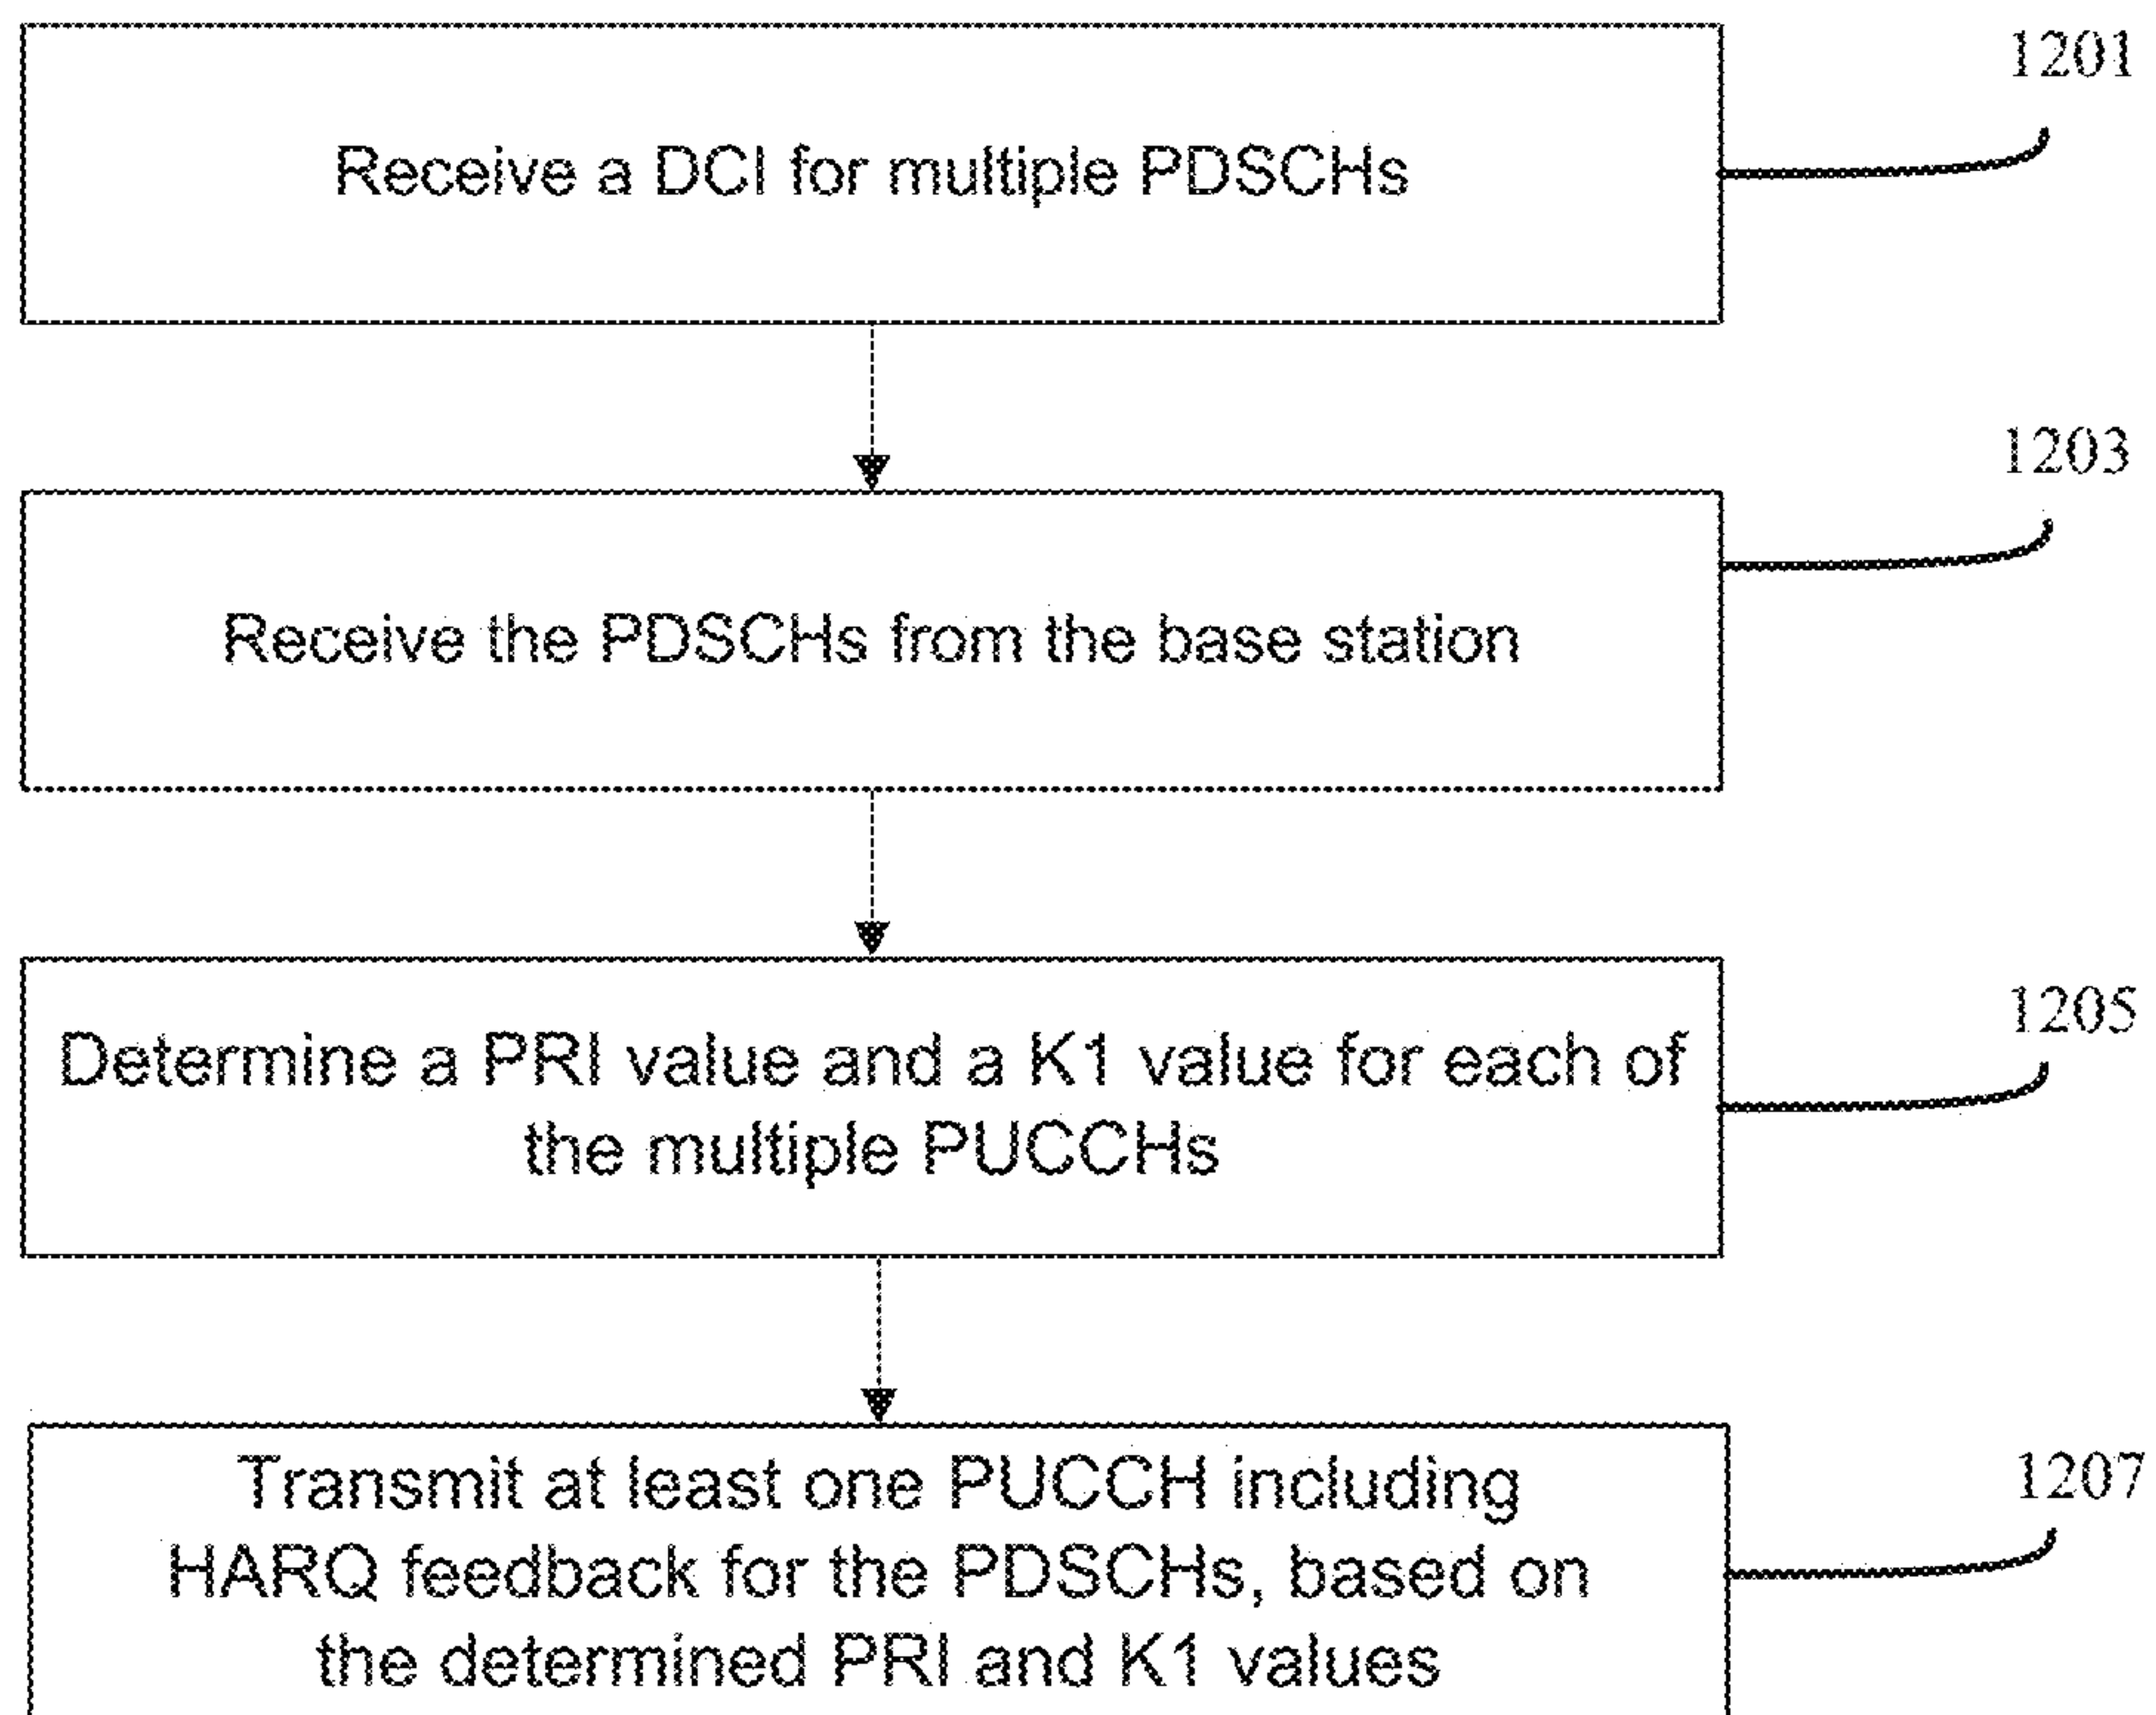 1201
Receive a DCI for multiple PDSCHs
1203
Receive the PDSCHs from the base station
1205
Determine a PRI value and a K1 value for each of
the multiple PUCCHs
1207
Transmit at least one PUCCH including
HARQ feedback for the PDSCHs, based on
the determined PRI and K1 values